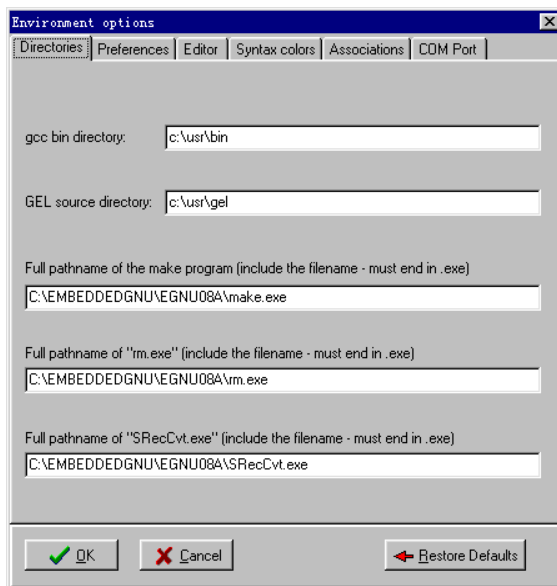 Environment options
Directories Preferences Editor Syntax colors Associations COM Port
gcc bin directory: c:\usr\bin
GEL source directory: c:\usr\gel
Full pathname of the make program (include the filename - must end in .exe)
C:\EMBEDDEDGNU\EGNU08A\make.exe
Full pathname of "rm.exe" (include the filename - must end in .exe)
C:\EMBEDDEDGNU\EGNU08A\rm.exe
Full pathname of "SRecCvt.exe" (include the filename - must end in .exe)
C:\EMBEDDEDGNU\EGNU08A\SRecCvt.exe
OK Cancel Restore Defaults